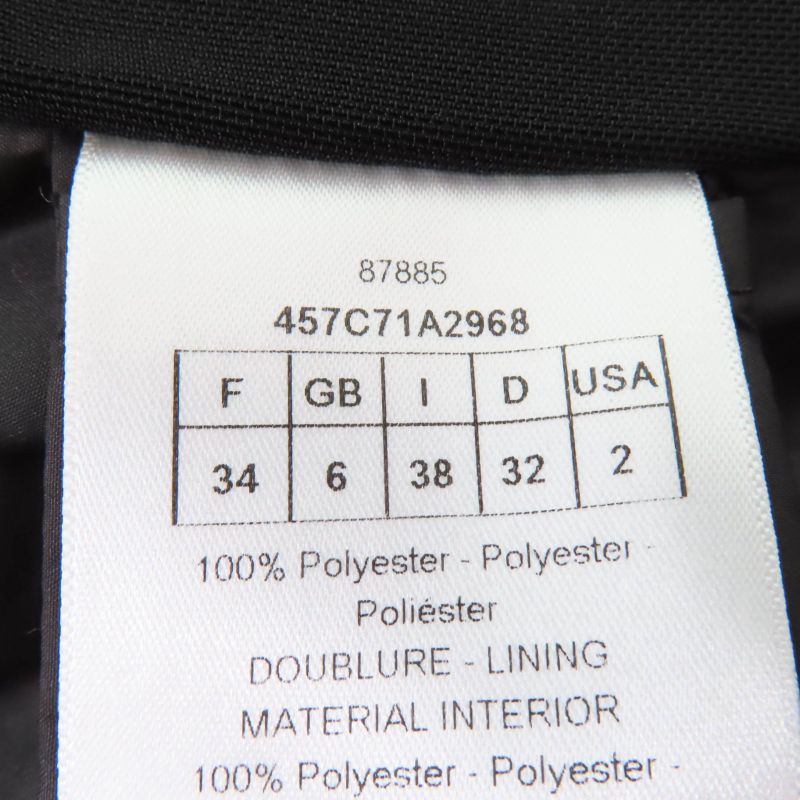 87885
457C71A2968
F GB I D USA
34 6 38 32 2
100% Polyester - Polyester -
Poliéster
DOUBLURE - LINING
MATERIAL INTERIOR
100% Polyester - Polyester -